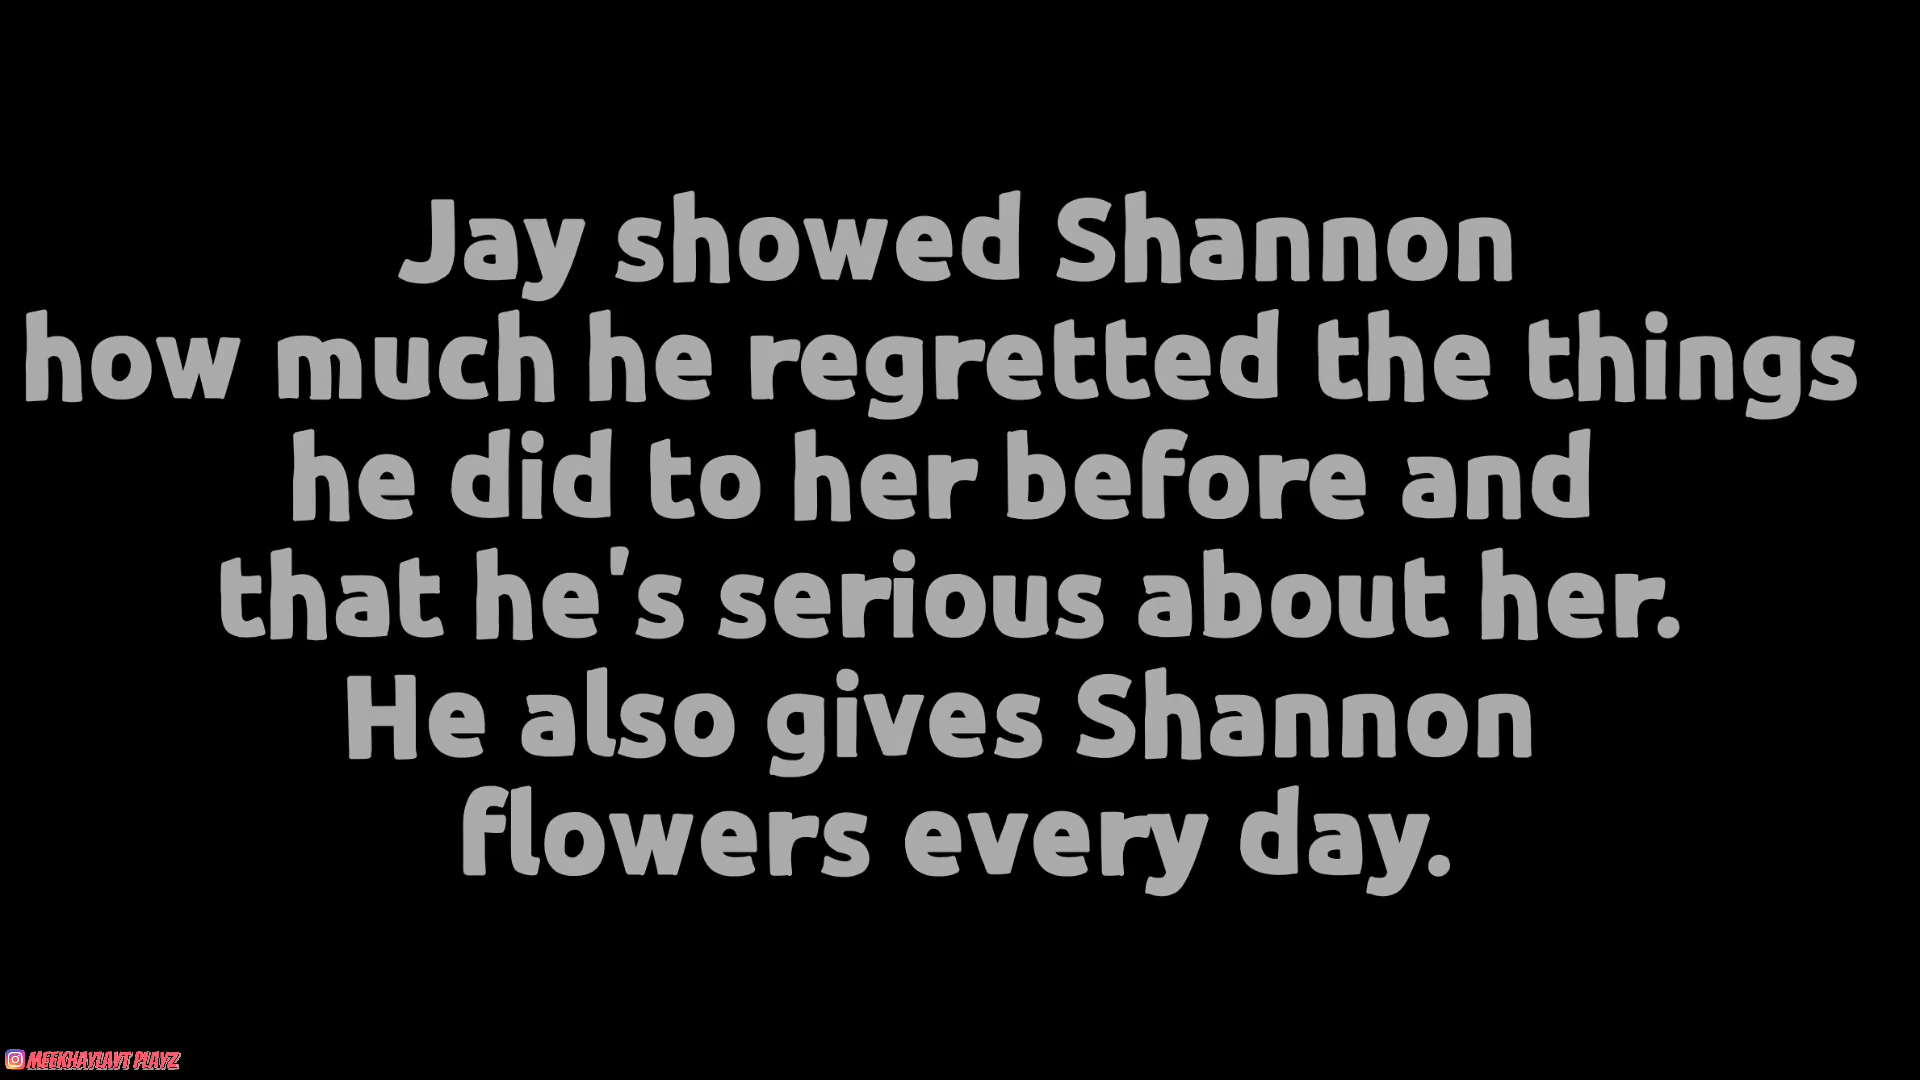 Jay showed Shannon
how much he regretted the things
he did to her before and
that he's serious about her.
He also gives Shannon
flowers every day.
MEEKHAYLAYT PLAYZ